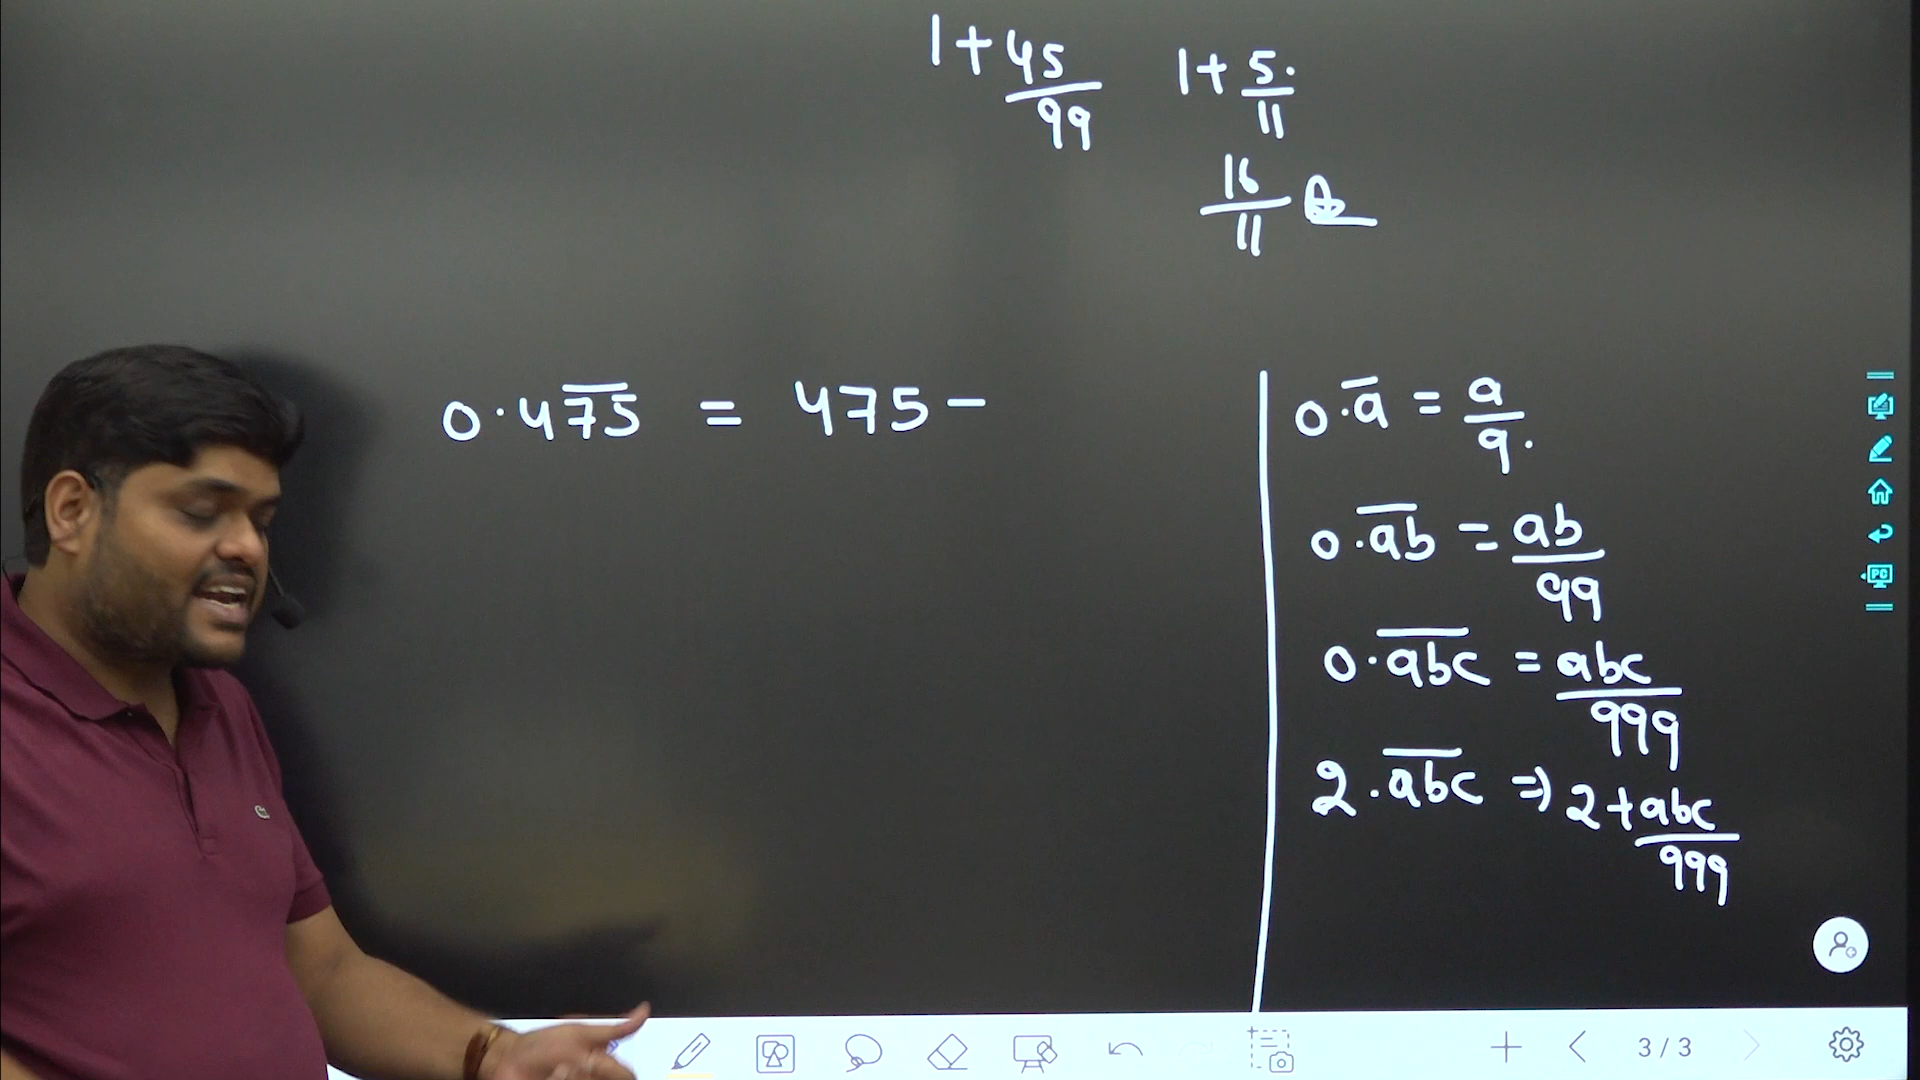 1 + 45/99 1 + 5/11
16/11
0.47̅5̅ = 475 -
0.a̅ = a/9.
0.a̅b̅ = ab/99
0.a̅b̅c̅ = abc/999
2.a̅b̅c̅ ⇒ 2 + abc/999
PC
3 / 3